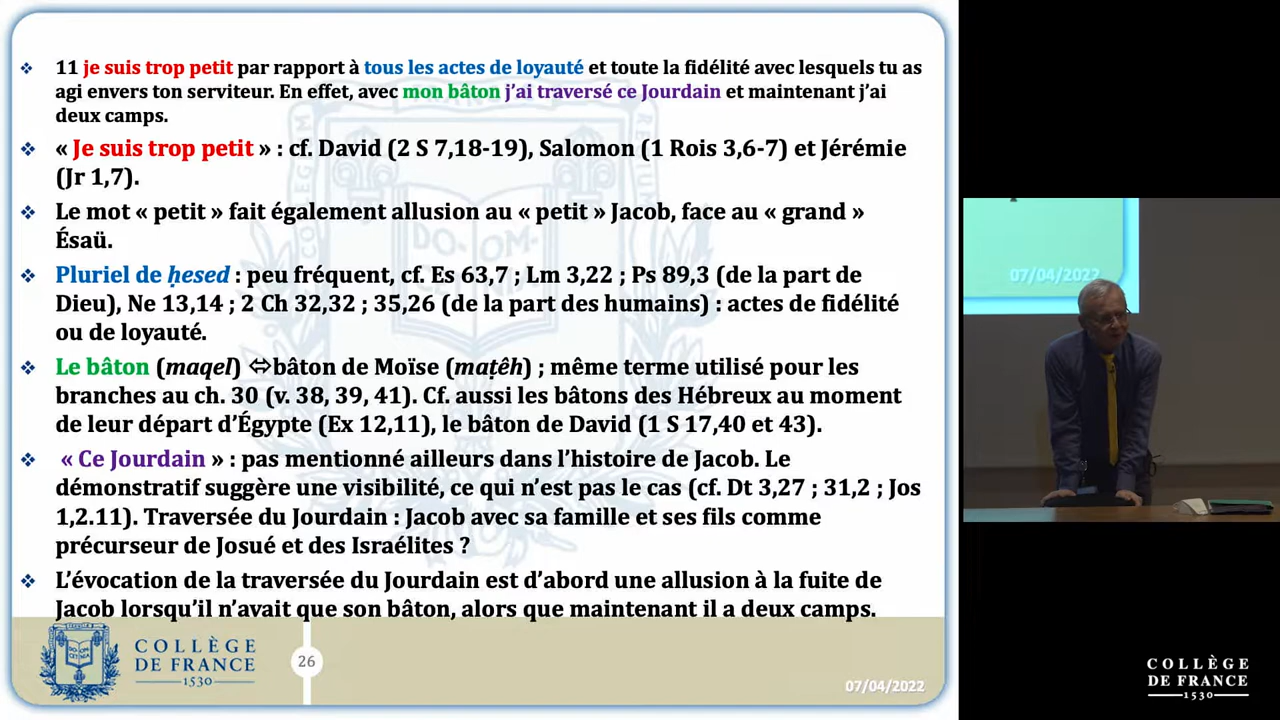 11 je suis trop petit par rapport à tous les actes de loyauté et toute la fidélité avec lesquels tu as
agi envers ton serviteur. En effet, avec mon bâton j'ai traversé ce Jourdain et maintenant j'ai
deux camps.
« Je suis trop petit » : cf. David (2 S 7,18-19), Salomon (1 Rois 3,6-7) et Jérémie
(Jr 1,7).
Le mot « petit » fait également allusion au « petit » Jacob, face au « grand »
Ésaü.
Pluriel de ḥesed : peu fréquent, cf. Es 63,7 ; Lm 3,22 ; Ps 89,3 (de la part de
Dieu), Ne 13,14 ; 2 Ch 32,32 ; 35,26 (de la part des humains) : actes de fidélité
ou de loyauté.
Le bâton (maqel) ⇔bâton de Moïse (maṭêh) ; même terme utilisé pour les
branches au ch. 30 (v. 38, 39, 41). Cf. aussi les bâtons des Hébreux au moment
de leur départ d'Égypte (Ex 12,11), le bâton de David (1 S 17,40 et 43).
« Ce Jourdain » : pas mentionné ailleurs dans l'histoire de Jacob. Le
démonstratif suggère une visibilité, ce qui n'est pas le cas (cf. Dt 3,27 ; 31,2 ; Jos
1,2.11). Traversée du Jourdain : Jacob avec sa famille et ses fils comme
précurseur de Josué et des Israélites ?
L'évocation de la traversée du Jourdain est d'abord une allusion à la fuite de
Jacob lorsqu'il n'avait que son bâton, alors que maintenant il a deux camps.
COLLÈGE
DE FRANCE
1530
26
07/04/2022
07/04/2022
COLLÈGE
DE FRANCE
1530